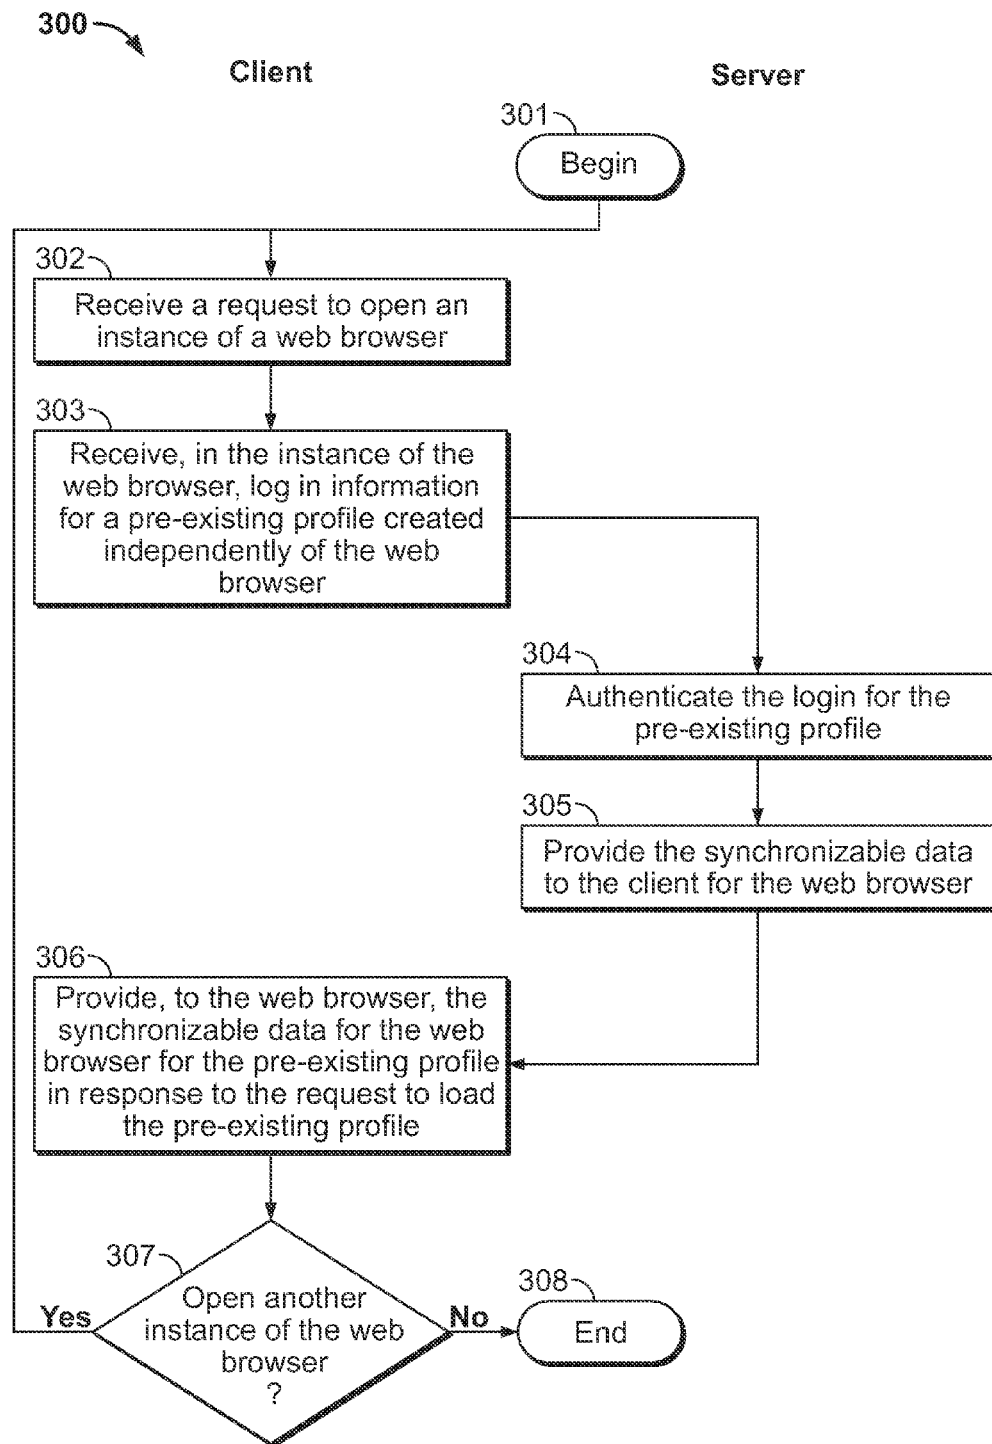 300
Client
Server
301
Begin
302
Receive a request to open an
instance of a web browser
303
Receive, in the instance of the
web browser, log in information
for a pre-existing profile created
independently of the web
browser
304
Authenticate the login for the
pre-existing profile
305
Provide the synchronizable data
to the client for the web browser
306
Provide, to the web browser, the
synchronizable data for the web
browser for the pre-existing profile
in response to the request to load
the pre-existing profile
307
Open another
instance of the web
browser
?
Yes
No
308
End